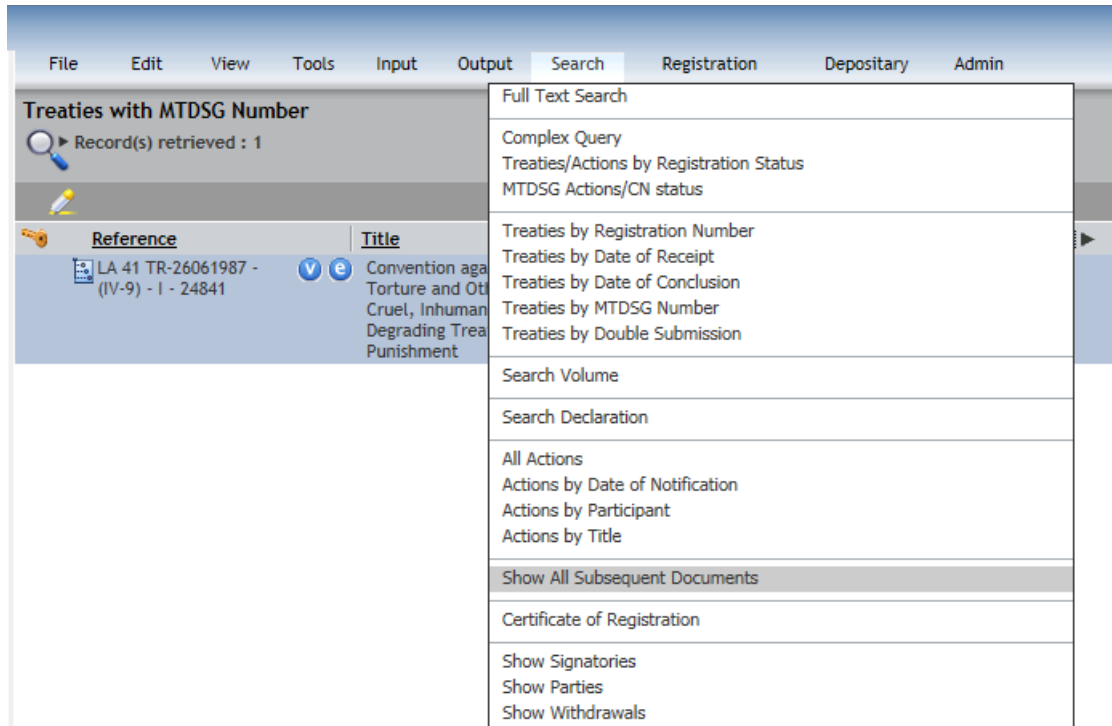 File Edit View Tools Input Output Search Registration Depositary Admin
Treaties with MTDSG Number
Record(s) retrieved : 1
Reference Title
LA 41 TR-26061987 -
(IV-9) - I - 24841
V e
Convention aga
Torture and Oth
Cruel, Inhuman
Degrading Trea
Punishment
Full Text Search
Complex Query
Treaties/Actions by Registration Status
MTDSG Actions/CN status
Treaties by Registration Number
Treaties by Date of Receipt
Treaties by Date of Conclusion
Treaties by MTDSG Number
Treaties by Double Submission
Search Volume
Search Declaration
All Actions
Actions by Date of Notification
Actions by Participant
Actions by Title
Show All Subsequent Documents
Certificate of Registration
Show Signatories
Show Parties
Show Withdrawals